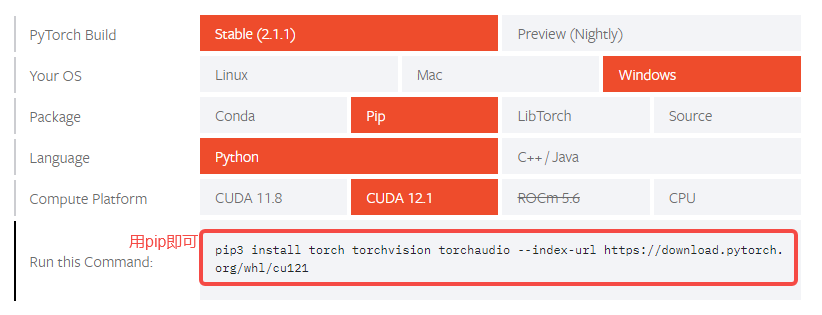 PyTorch Build
Stable (2.1.1)
Preview (Nightly)
Your OS
Linux
Mac
Windows
Package
Conda
Pip
LibTorch
Source
Language
Python
C++ / Java
Compute Platform
CUDA 11.8
CUDA 12.1
ROCm 5.6
CPU
用pip即可
Run this Command:
pip3 install torch torchvision torchaudio --index-url https://download.pytorch.
org/whl/cu121